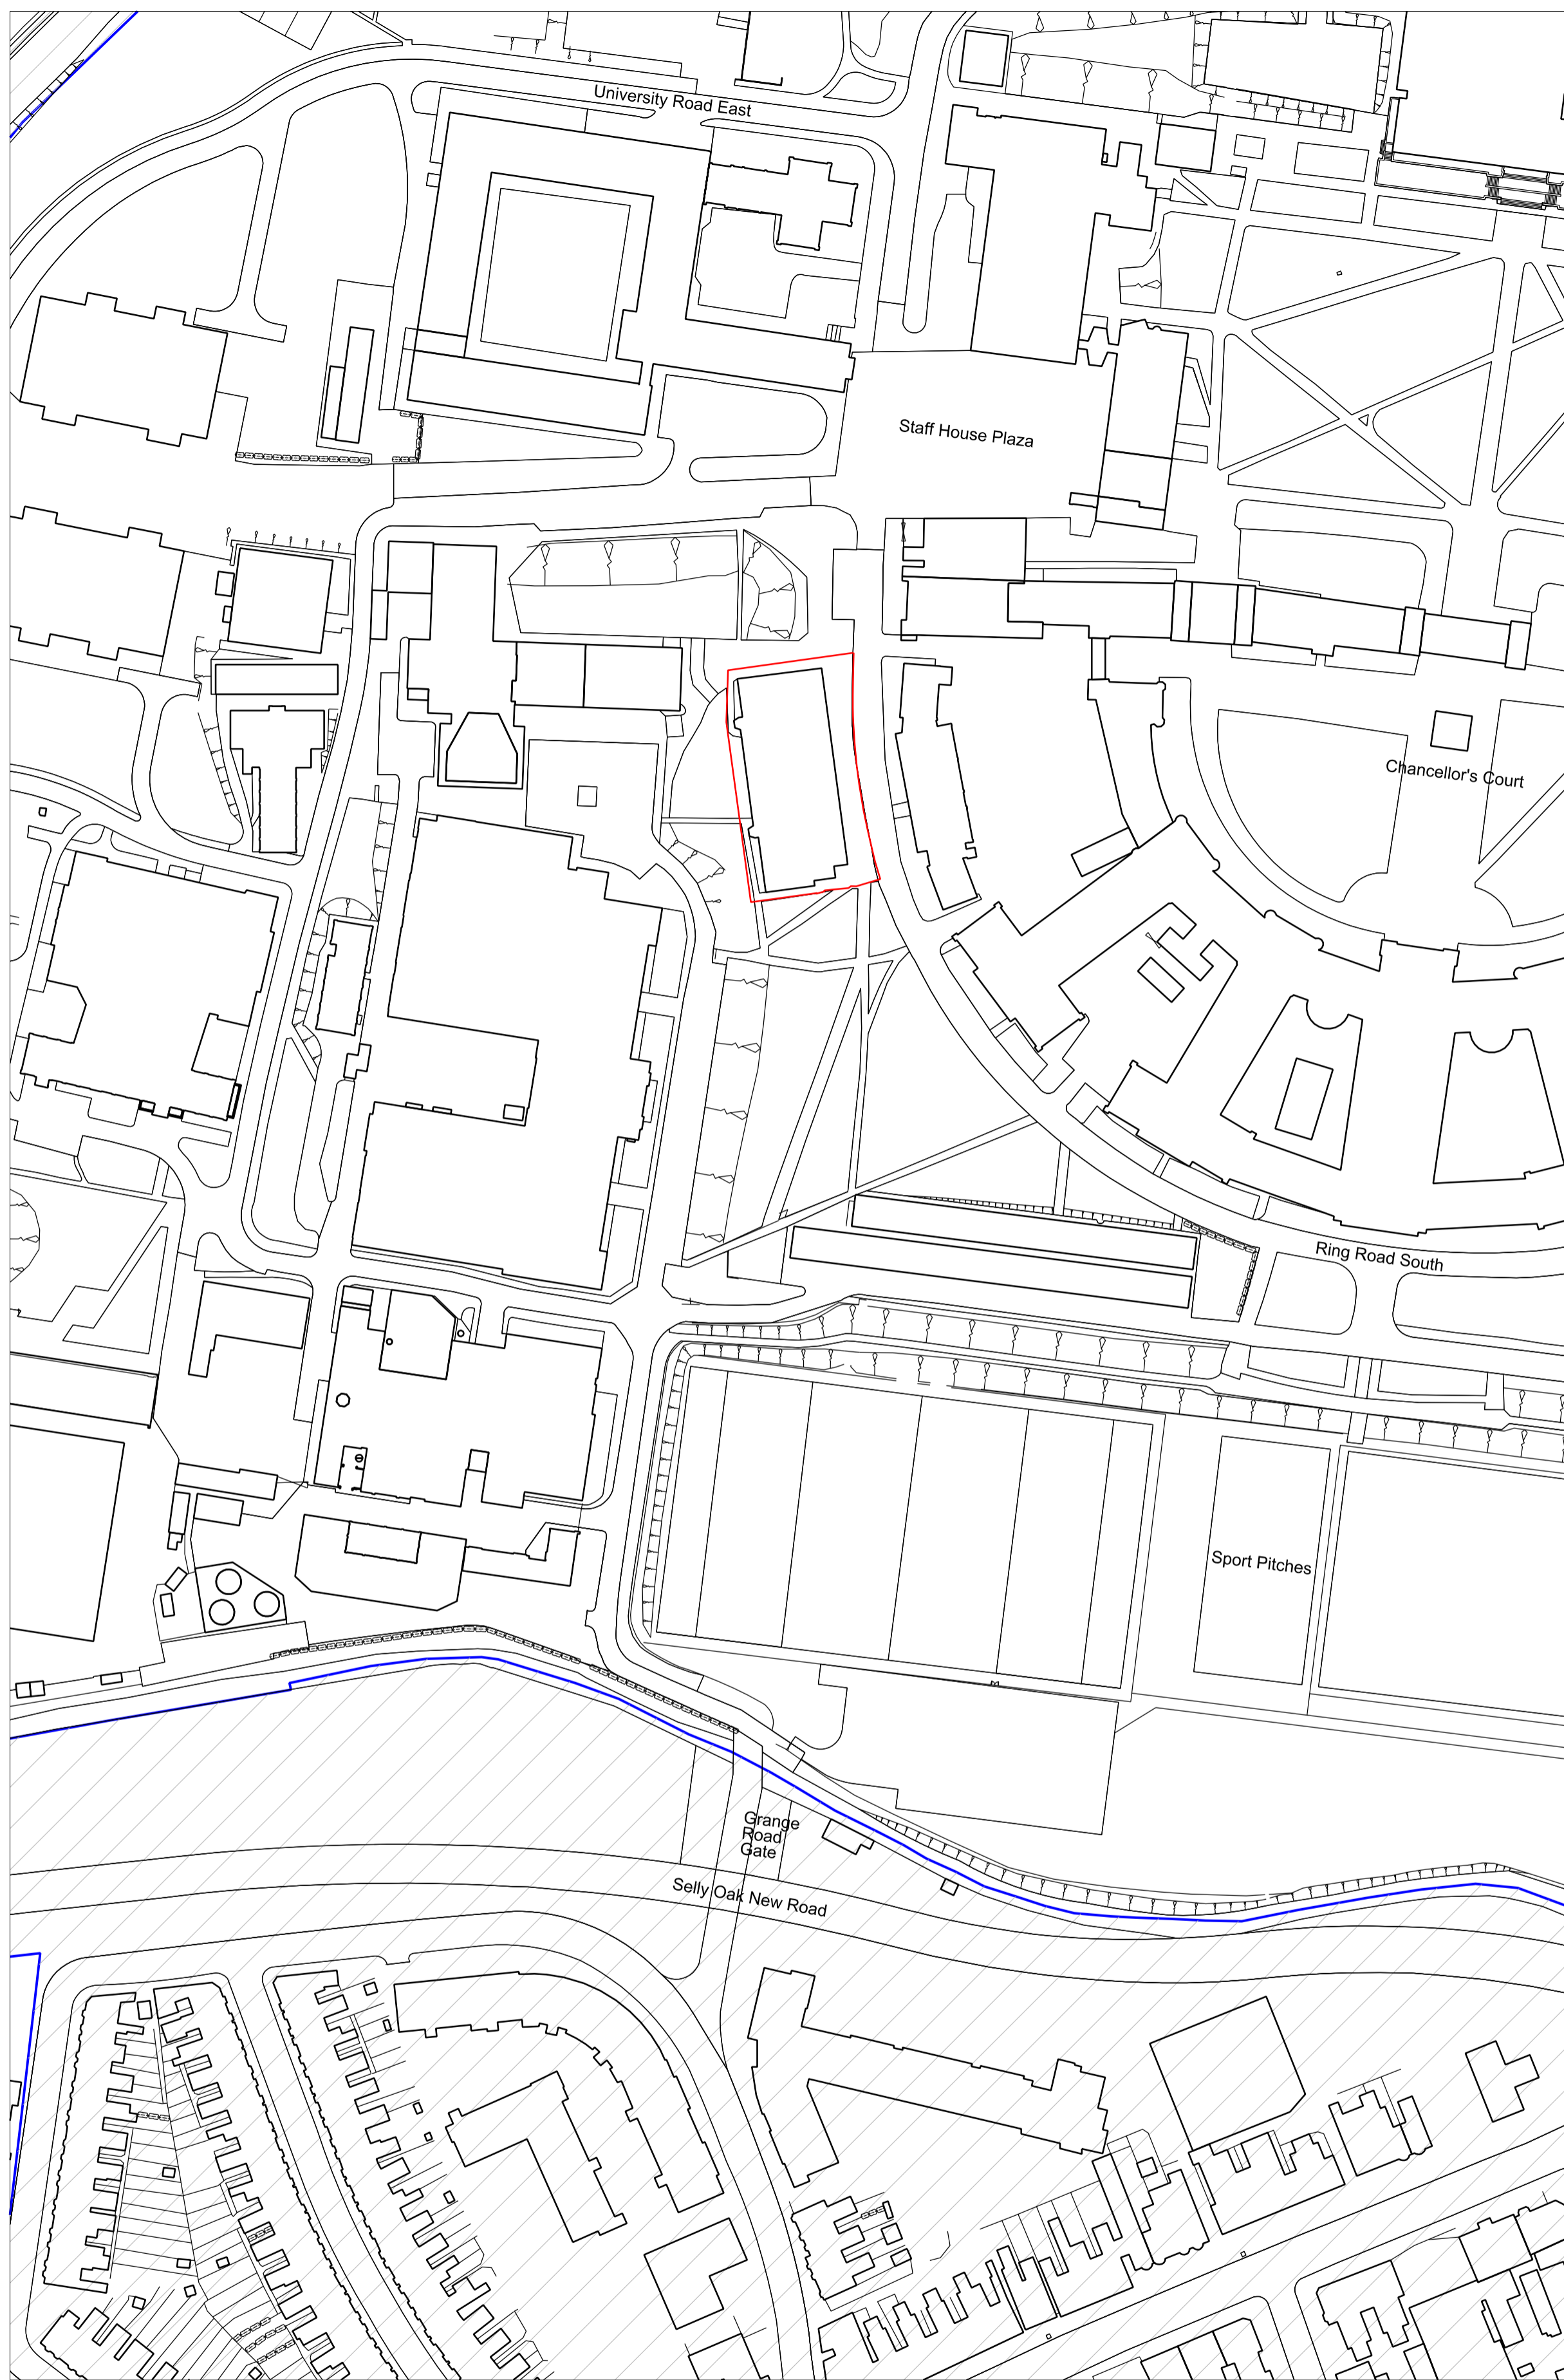 University Road East
Staff House Plaza
Chancellor's Court
Ring Road South
Sport Pitches
Grange
Road
Gate
Selly Oak New Road